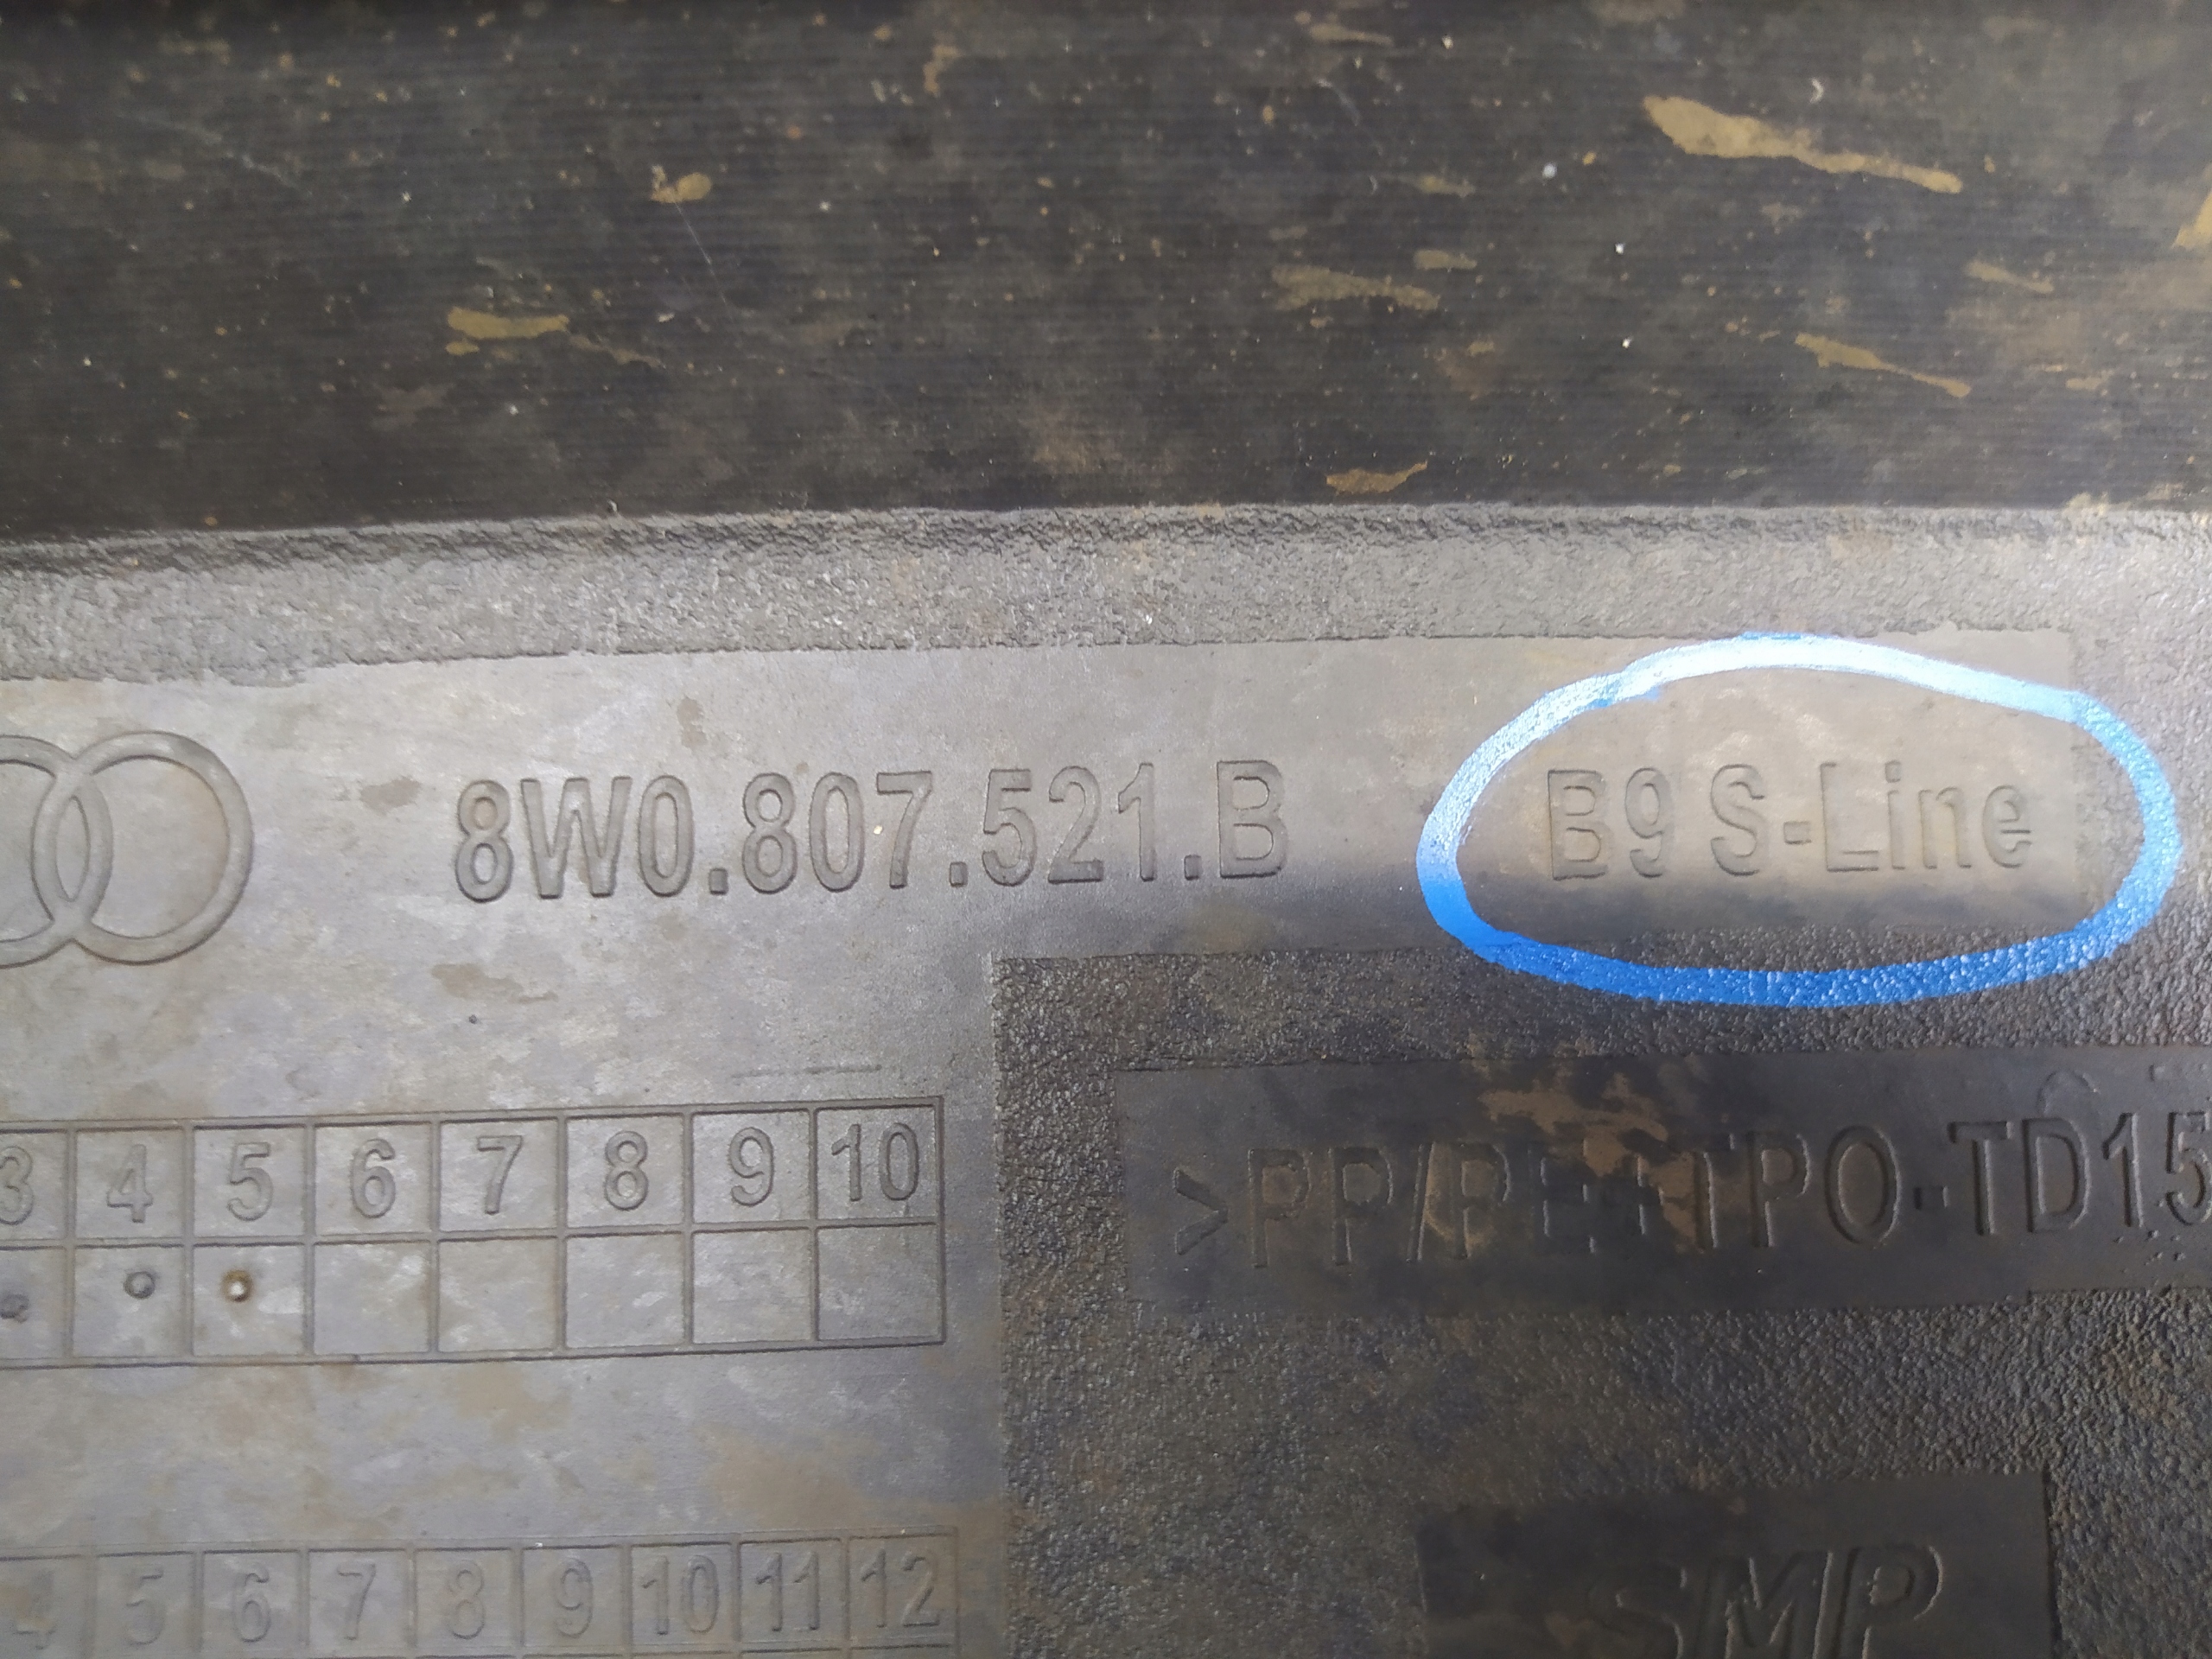 8W0.807.521.B B9 S-Line
3 4 5 6 7 8 9 10
>PP/PE+TPO-TD15
4 5 6 7 8 9 10 11 12
SMP